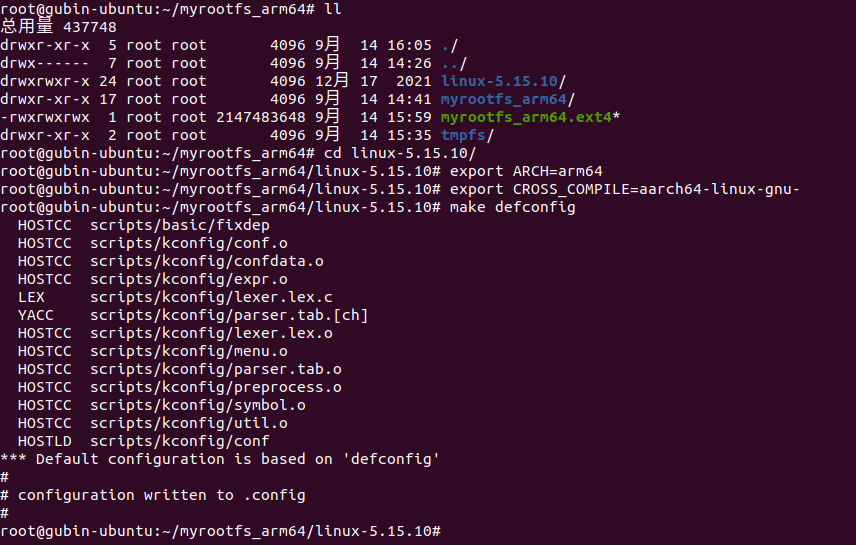 root@gubin-ubuntu:~/myrootfs_arm64# ll
总用量 437748
drwxr-xr-x  5 root root       4096 9月  14 16:05 ./
drwx------  7 root root       4096 9月  14 14:26 ../
drwxrwxr-x 24 root root       4096 12月 17  2021 linux-5.15.10/
drwxrwxr-x 17 root root       4096 9月  14 14:41 myrootfs_arm64/
-rwxrwxrwx  1 root root 2147483648 9月  14 15:59 myrootfs_arm64.ext4*
drwxr-xr-x  2 root root       4096 9月  14 15:35 tmpfs/
root@gubin-ubuntu:~/myrootfs_arm64# cd linux-5.15.10/
root@gubin-ubuntu:~/myrootfs_arm64/linux-5.15.10# export ARCH=arm64
root@gubin-ubuntu:~/myrootfs_arm64/linux-5.15.10# export CROSS_COMPILE=aarch64-linux-gnu-
root@gubin-ubuntu:~/myrootfs_arm64/linux-5.15.10# make defconfig
  HOSTCC  scripts/basic/fixdep
  HOSTCC  scripts/kconfig/conf.o
  HOSTCC  scripts/kconfig/confdata.o
  HOSTCC  scripts/kconfig/expr.o
  LEX     scripts/kconfig/lexer.lex.c
  YACC    scripts/kconfig/parser.tab.[ch]
  HOSTCC  scripts/kconfig/lexer.lex.o
  HOSTCC  scripts/kconfig/menu.o
  HOSTCC  scripts/kconfig/parser.tab.o
  HOSTCC  scripts/kconfig/preprocess.o
  HOSTCC  scripts/kconfig/symbol.o
  HOSTCC  scripts/kconfig/util.o
  HOSTLD  scripts/kconfig/conf
*** Default configuration is based on 'defconfig'
#
# configuration written to .config
#
root@gubin-ubuntu:~/myrootfs_arm64/linux-5.15.10#